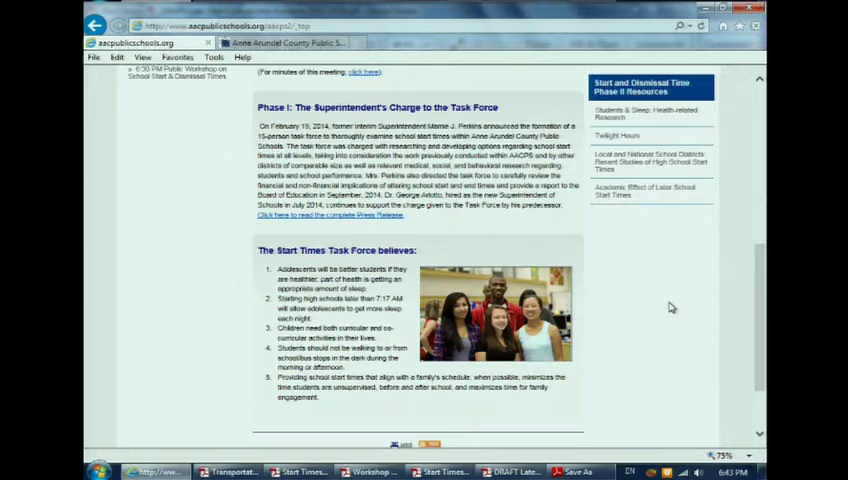 http://www.aacpublicschools.org/aacps2/_top
aacpublicschools.org
Anne Arundel County Public S...
File Edit View Favorites Tools Help
6:30 PM Public Workshop on
School Start & Dismissal Times
(For minutes of this meeting, click here).
Phase I: The Superintendent's Charge to the Task Force
On February 19, 2014, former Interim Superintendent Mamie J. Perkins announced the formation of a
15-person task force to thoroughly examine school start times within Anne Arundel County Public
Schools. The task force was charged with researching and developing options regarding school start
times at all levels, taking into consideration the work previously conducted within AACPS and by other
districts of comparable size as well as relevant medical, social, and behavioral research regarding
students and school performance. Mrs. Perkins also directed the task force to carefully review the
financial and non-financial implications of altering school start and end times and provide a report to the
Board of Education in September, 2014. Dr. George Arlotto, hired as the new Superintendent of
Schools in July 2014, continues to support the charge given to the Task Force by his predecessor.
Click here to read the complete Press Release.
The Start Times Task Force believes:
1. Adolescents will be better students if they
are healthier; part of health is getting an
appropriate amount of sleep.
2. Starting high schools later than 7:17 AM
will allow adolescents to get more sleep
each night.
3. Children need both curricular and co-
curricular activities in their lives.
4. Students should not be walking to or from
school/bus stops in the dark during the
morning or afternoon.
5. Providing school start times that align with a family's schedule, when possible, minimizes the
time students are unsupervised, before and after school, and maximizes time for family
engagement.
Start and Dismissal Time
Phase II Resources
Students & Sleep: Health-related
Research
Twilight Hours
Local and National School Districts:
Recent Studies of High School Start
Times
Academic Effect of Later School
Start Times
print
75%
http://ww...
Transportat...
Start Times...
Workshop ...
Start Times...
DRAFT Late...
Save As
EN
6:43 PM